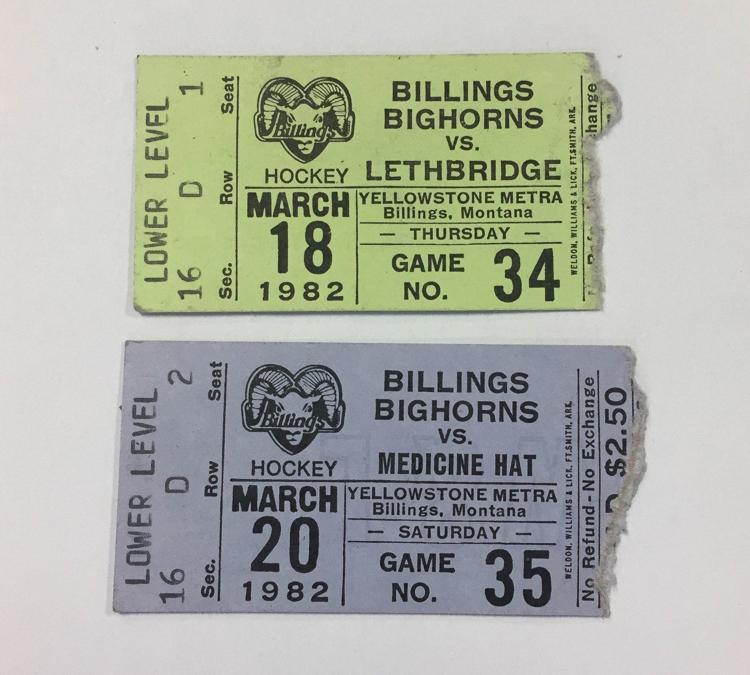 LOWER LEVEL
16 D 1
Sec. Row Seat
Billings
HOCKEY
MARCH
18
1982
BILLINGS
BIGHORNS
VS.
LETHBRIDGE
YELLOWSTONE METRA
Billings, Montana
— THURSDAY —
GAME
NO. 34
WELDON, WILLIAMS & LICK, FT. SMITH, ARK.
LOWER LEVEL
16 D 2
Sec. Row Seat
Billings
HOCKEY
MARCH
20
1982
BILLINGS
BIGHORNS
VS.
MEDICINE HAT
YELLOWSTONE METRA
Billings, Montana
— SATURDAY —
GAME
NO. 35
WELDON, WILLIAMS & LICK, FT. SMITH, ARK.
No Refund - No Exchange
$2.50